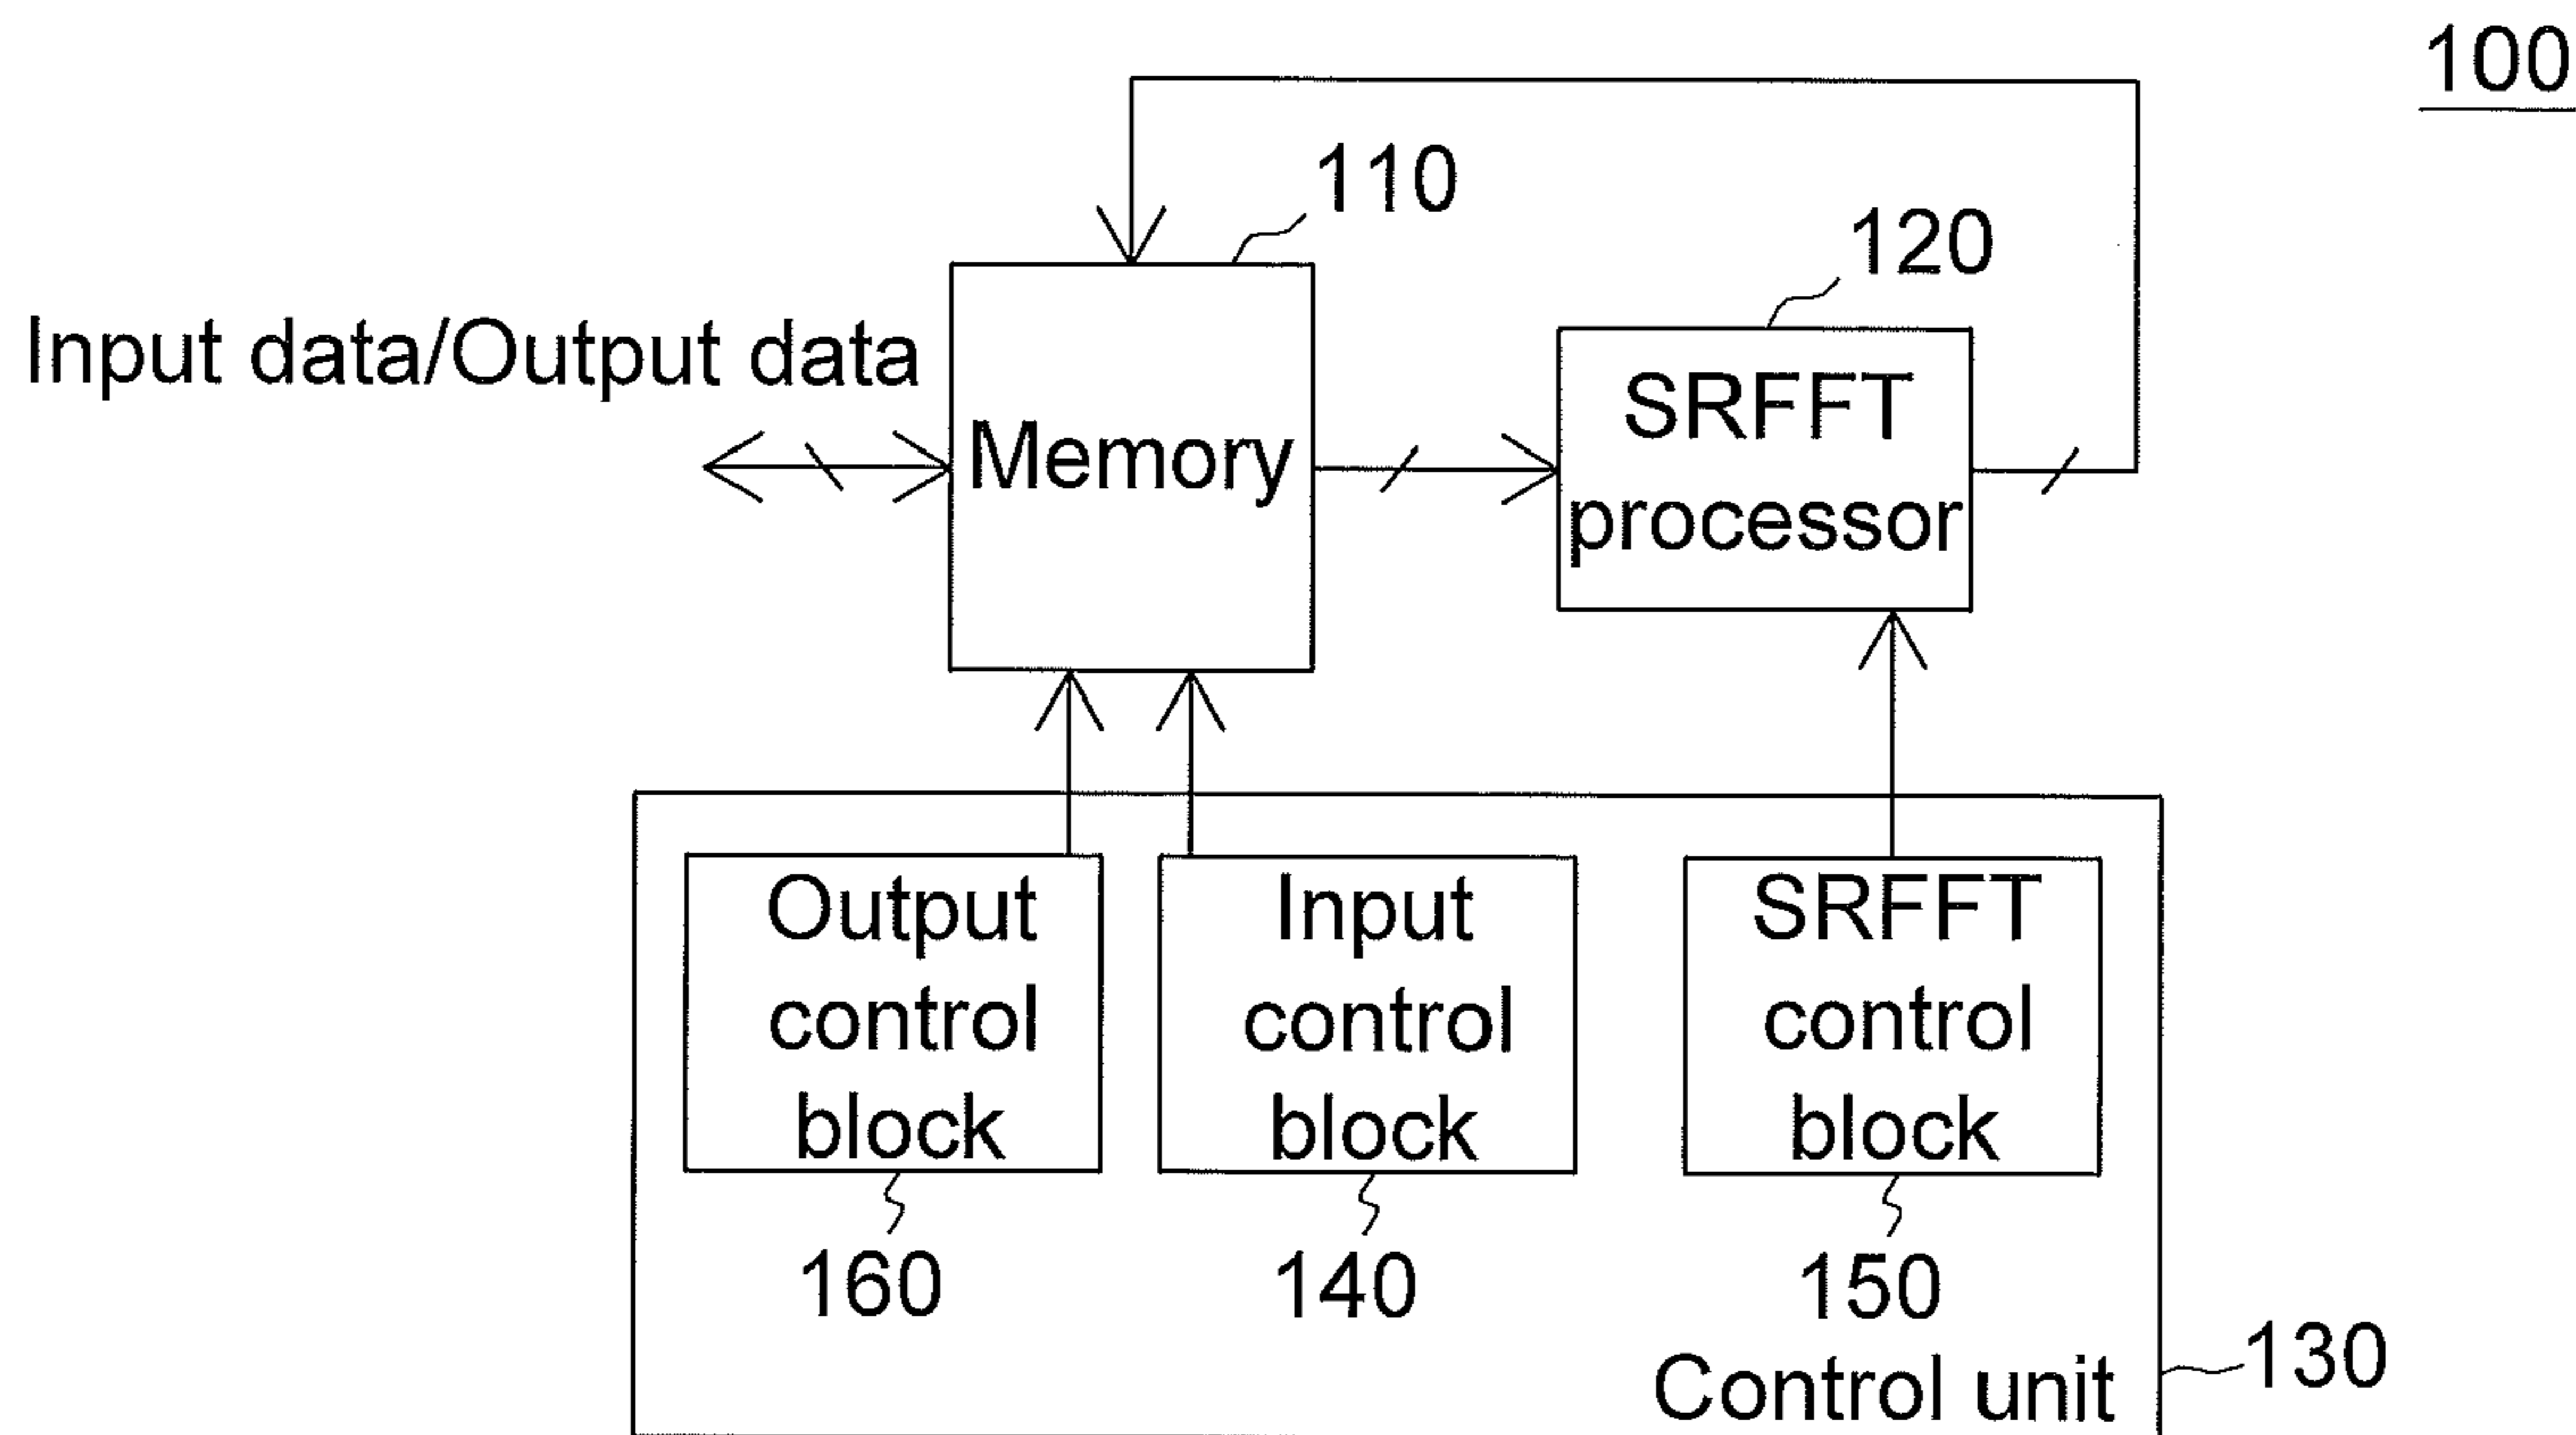 100
110
120
Input data/Output data
Memory
SRFFT
processor
Output
control
block
Input
control
block
SRFFT
control
block
160
140
150
Control unit
130